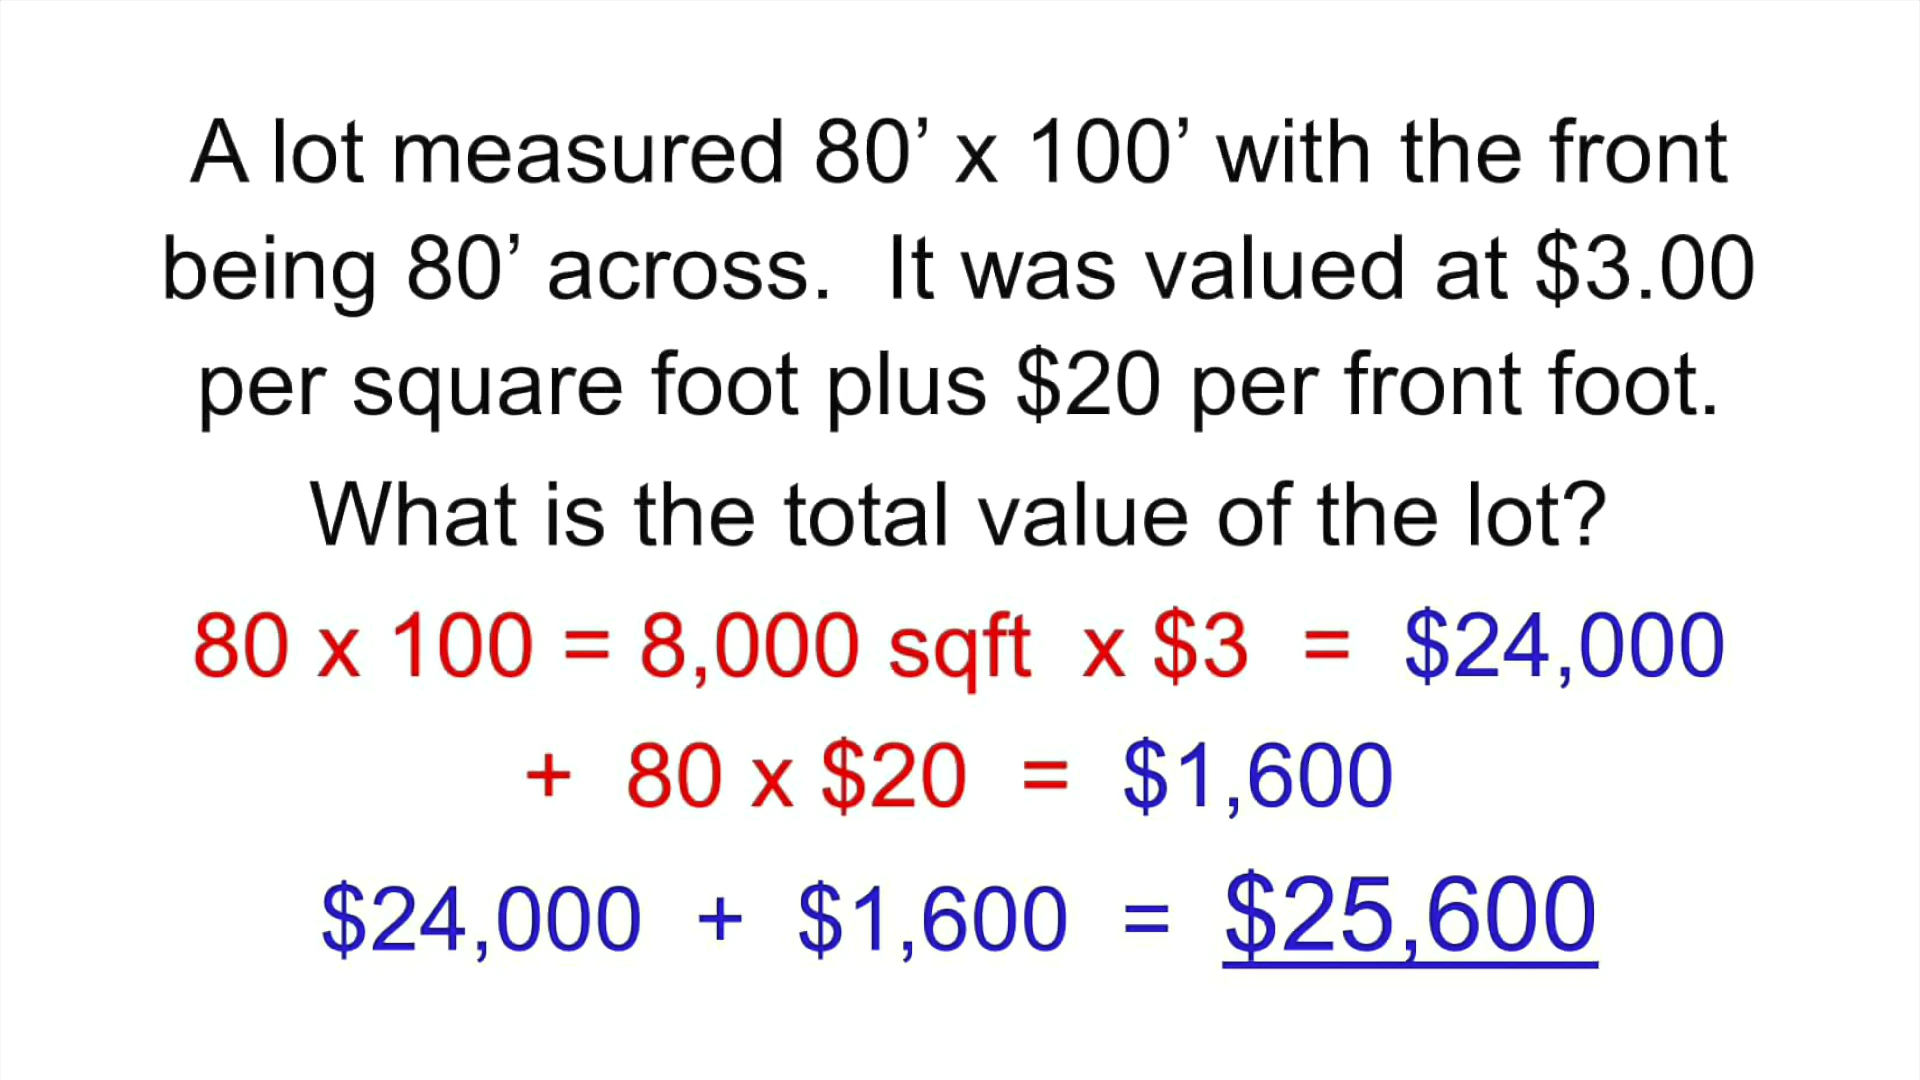 A lot measured 80’ x 100’ with the front
being 80’ across.  It was valued at $3.00
per square foot plus $20 per front foot.
What is the total value of the lot?
80 x 100 = 8,000 sqft  x $3  =  $24,000
+  80 x $20  =  $1,600
$24,000  +  $1,600  =  $25,600